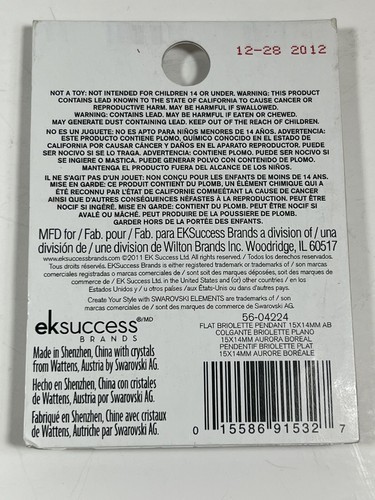 12-28 2012
NOT A TOY: NOT INTENDED FOR CHILDREN 14 OR UNDER. WARNING: THIS PRODUCT
CONTAINS LEAD KNOWN TO THE STATE OF CALIFORNIA TO CAUSE CANCER OR
REPRODUCTIVE HARM. MAY BE HARMFUL IF SWALLOWED.
WARNING: CONTAINS LEAD. MAY BE HARMFUL IF EATEN OR CHEWED.
MAY GENERATE DUST CONTAINING LEAD. KEEP OUT OF THE REACH OF CHILDREN.
NO ES UN JUGUETE: NO ES APTO PARA NIÑOS MENORES DE 14 AÑOS. ADVERTENCIA:
ESTE PRODUCTO CONTIENE PLOMO, QUÍMICO CONOCIDO EN EL ESTADO DE
CALIFORNIA POR CAUSAR CÁNCER Y DAÑOS EN EL APARATO REPRODUCTOR. PUEDE
SER NOCIVO SI SE LO TRAGA. ADVERTENCIA: CONTIENE PLOMO. PUEDE SER NOCIVO SI
SE INGIERE O MASTICA. PUEDE GENERAR POLVO CON CONTENIDO DE PLOMO.
MANTENGA EL PRODUCTO FUERA DEL ALCANCE DE LOS NIÑOS.
IL NE S'AGIT PAS D'UN JOUET: NON CONÇU POUR LES ENFANTS DE MOINS DE 14 ANS.
MISE EN GARDE: CE PRODUIT CONTIENT DU PLOMB, UN ÉLÉMENT CHIMIQUE QUI A
ÉTÉ RECONNU PAR L'ÉTAT DE CALIFORNIE COMMEÉTANT LA CAUSE DE CANCER
AINSI QUE D'AUTRES CONSÉQUENCES NÉFASTES À LA REPRODUCTION. PEUT ÊTRE
NOCIF SI INGÉRÉ. MISE EN GARDE: CONTIENT DU PLOMB. PEUT ÊTRE NOCIF SI
MANGÉ OU MÂCHÉ. PEUT PRODUIRE DE LA POUSSIÈRE DE PLOMB.
GARDER HORS DE LA PORTÉE DES ENFANTS.
MFD for / Fab. pour / Fab. para EKSuccess Brands a division of / una
división de / une division de Wilton Brands Inc. Woodridge, IL 60517
www.eksuccessbrands.com ©2011 EK Success Ltd. All rights reserved. / Todos los derechos reservados.
Tous droits réservés. EKSuccess Brands is either registered trademark or trademarks of / son marcas
registradas o marcas comerciales de / sont soit des marques déposées, soit des marques de
commerce de / EK Success Ltd. in the United States and (or) other countries / en los
Estados Unidos y / u otros países / aux États-Unis ou dans d'autres pays.
Create Your Style with SWAROVSKI ELEMENTS are trademarks of / son
marcas comerciales de / sont des marques de commerce de Swarovski AG.
eksuccess ®/MD
BRANDS
56-04224
FLAT BRIOLETTE PENDANT 15X14MM AB
COLGANTE BRIOLETTE PLANO
15X14MM AURORA BOREAL
PENDENTIF BRIOLETTE PLAT
15X14MM AURORE BORÉALE
Made in Shenzhen, China with crystals
from Wattens, Austria by Swarovski AG.
Hecho en Shenzhen, China con cristales
de Wattens, Austria por Swarovski AG.
Fabriqué en Shenzhen, Chine avec cristaux
de Wattens, Autriche par Swarovski AG.
0 15586 91532 7